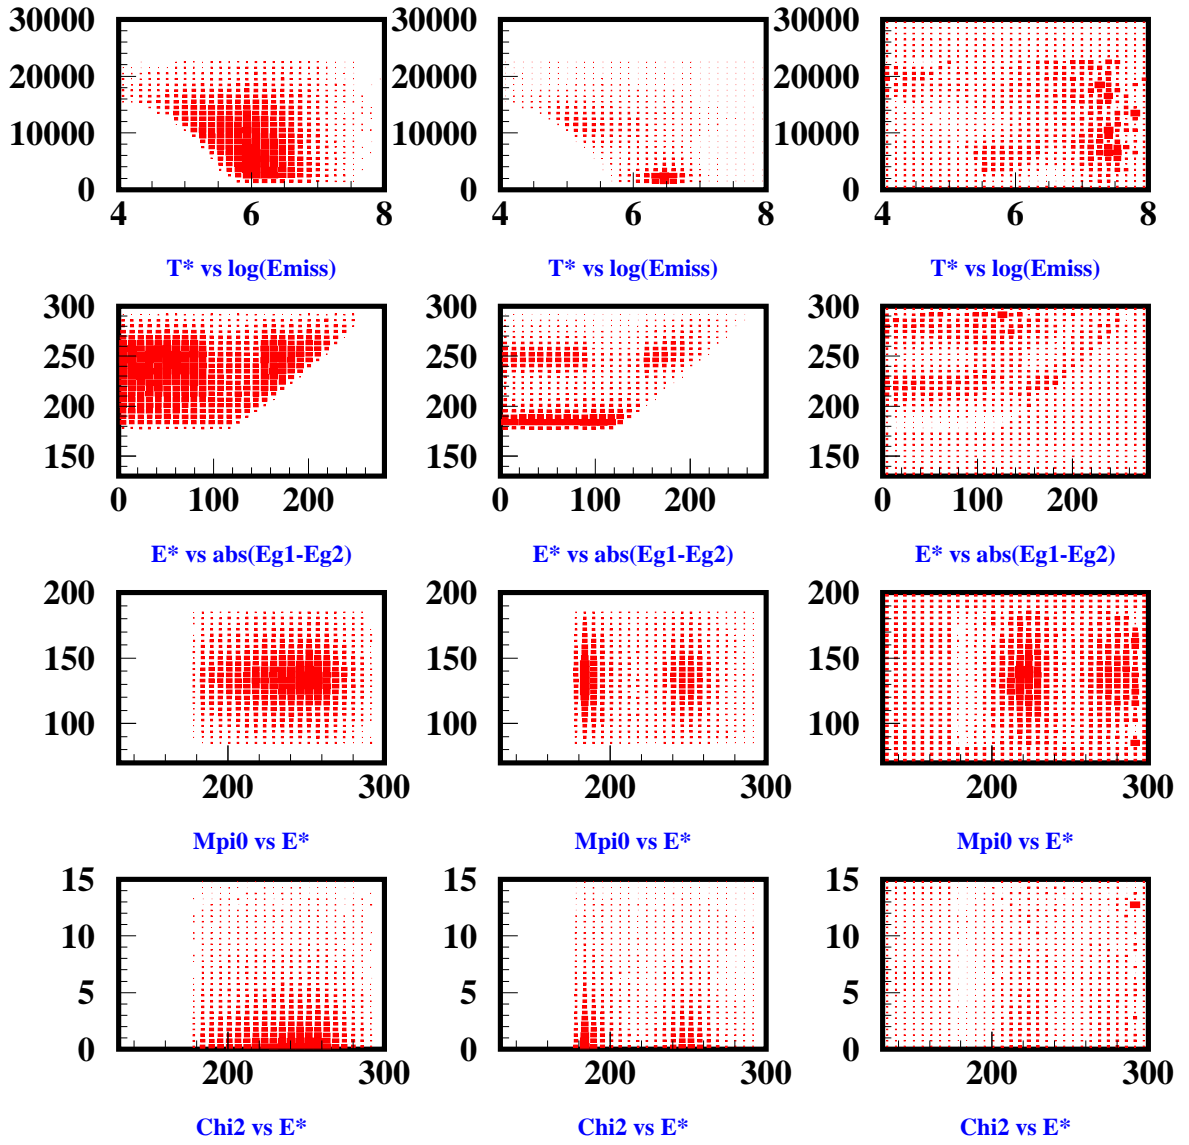 30000 30000 30000
20000 20000 20000
10000 10000 10000
0 0 0
4 6 8 4 6 8 4 6 8
T* vs log(Emiss) T* vs log(Emiss) T* vs log(Emiss)
300 300 300
250 250 250
200 200 200
150 150 150
0 100 200 0 100 200 0 100 200
E* vs abs(Eg1-Eg2) E* vs abs(Eg1-Eg2) E* vs abs(Eg1-Eg2)
200 200 200
150 150 150
100 100 100
200 300 200 300 200 300
Mpi0 vs E* Mpi0 vs E* Mpi0 vs E*
15 15 15
10 10 10
5 5 5
0 0 0
200 300 200 300 200 300
Chi2 vs E* Chi2 vs E* Chi2 vs E*